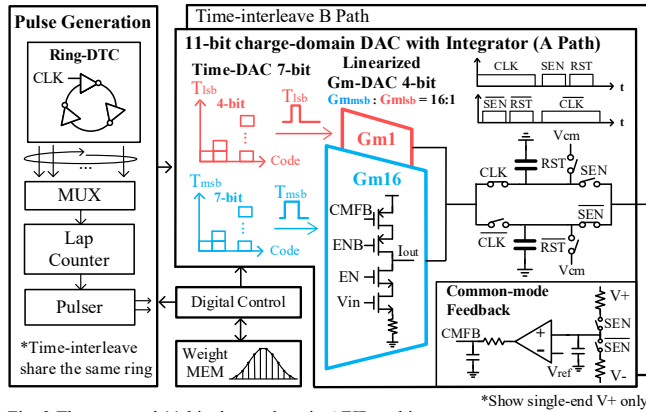 Pulse Generation
Ring-DTC
CLK
MUX
Lap
Counter
Pulser
*Time-interleave
share the same ring
Time-interleave B Path
11-bit charge-domain DAC with Integrator (A Path)
Time-DAC 7-bit
Linearized
Gm-DAC 4-bit
Gmmsb : Gmlsb = 16:1
Tlsb
4-bit
Code
Tlsb
Tmsb
7-bit
Code
Tmsb
Gm1
Gm16
CMFB
ENB
EN
Vin
Iout
CLK
SEN
RST
t
SEN
RST
CLK
t
Vcm
CLK
RST
SEN
CLK
RST
SEN
Vcm
Digital Control
Weight
MEM
Common-mode
Feedback
CMFB
Vref
V+
SEN
SEN
V-
*Show single-end V+ only